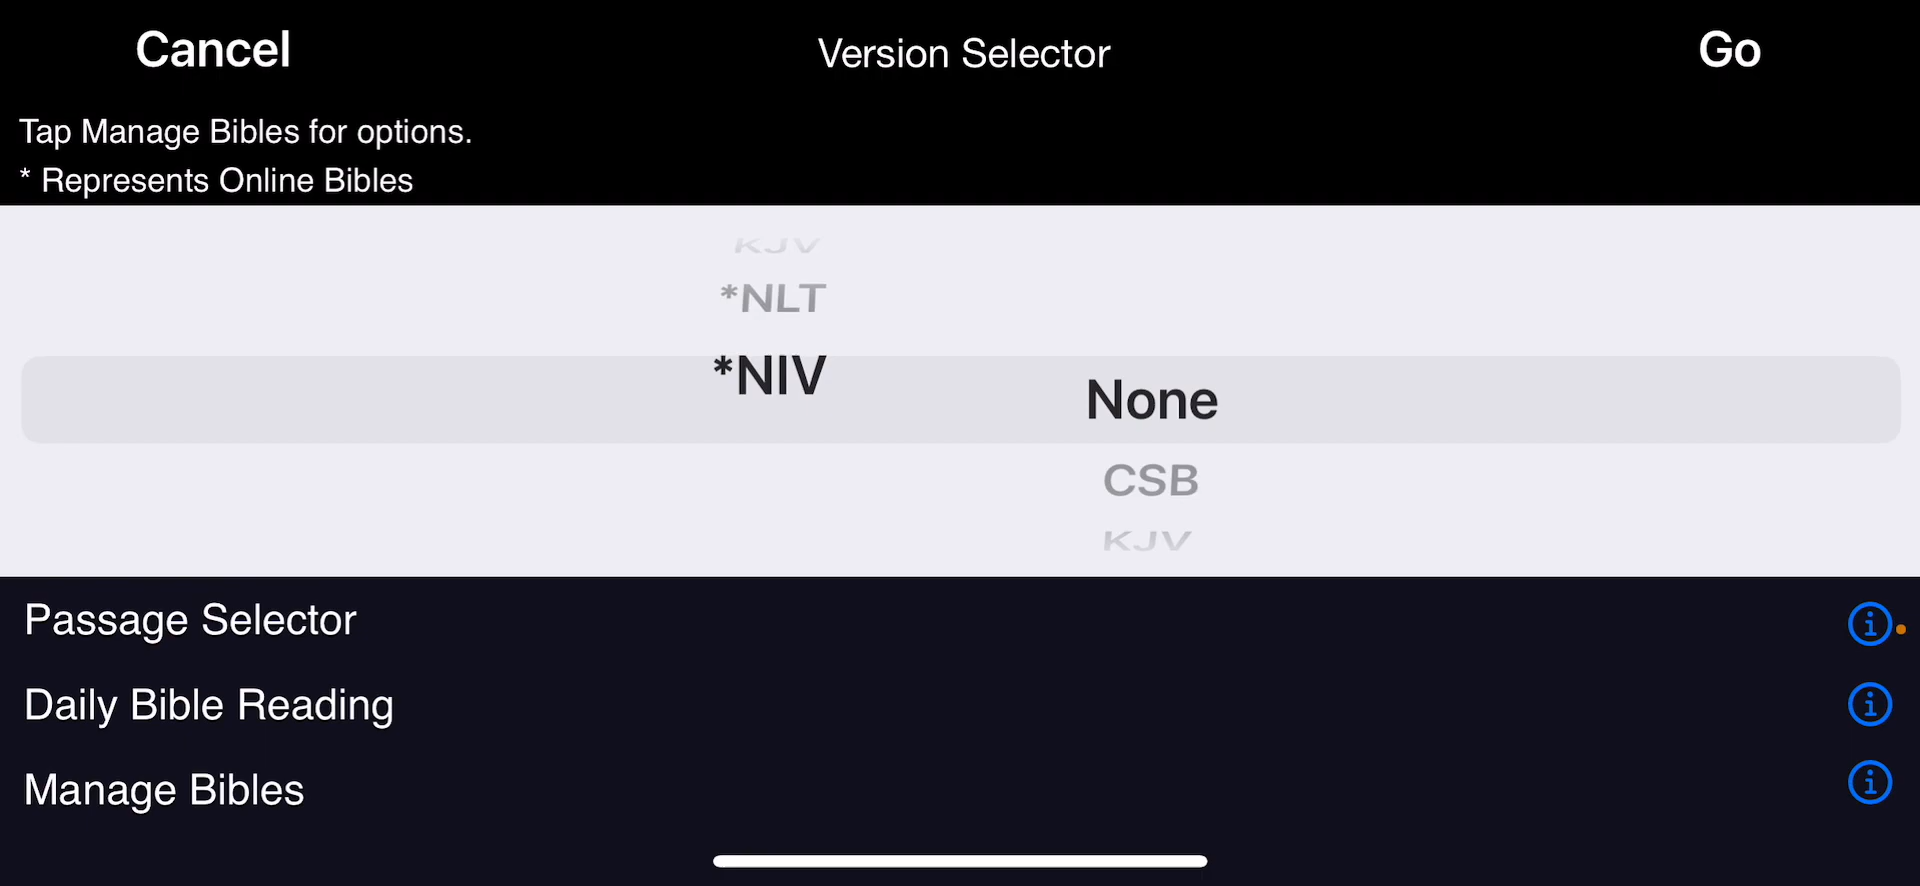 Cancel Version Selector Go
Tap Manage Bibles for options.
* Represents Online Bibles
KJV
*NLT
*NIV
None
CSB
KJV
Passage Selector
Daily Bible Reading
Manage Bibles